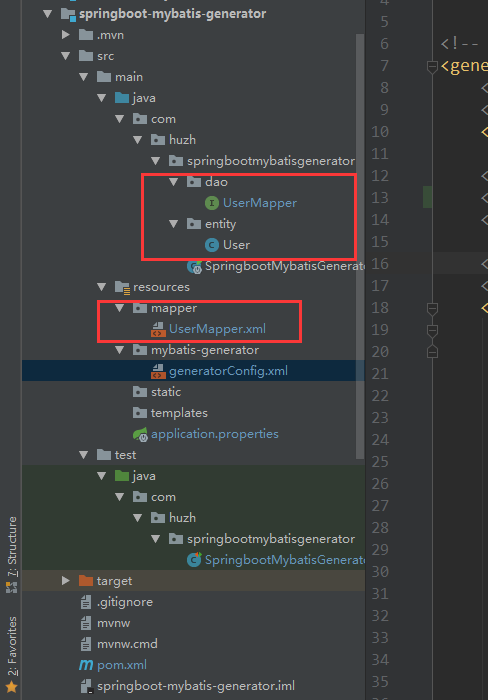 springboot-mybatis-generator
.mvn
src
main
java
com
huzh
springbootmybatisgenerator
dao
UserMapper
entity
User
SpringbootMybatisGenerat
resources
mapper
UserMapper.xml
mybatis-generator
generatorConfig.xml
static
templates
application.properties
test
java
com
huzh
springbootmybatisgenerator
SpringbootMybatisGenerat
target
.gitignore
mvnw
mvnw.cmd
pom.xml
springboot-mybatis-generator.iml
7: Structure
2: Favorites
5
6 <!--
7 <gene
8 <
9 <
10 <
11
12 <
13 <
14 <
15
16 <
17 <
18 <
19
20
21
22
23
24
25
26
27
28
29
30
31
32
33
34
35
36